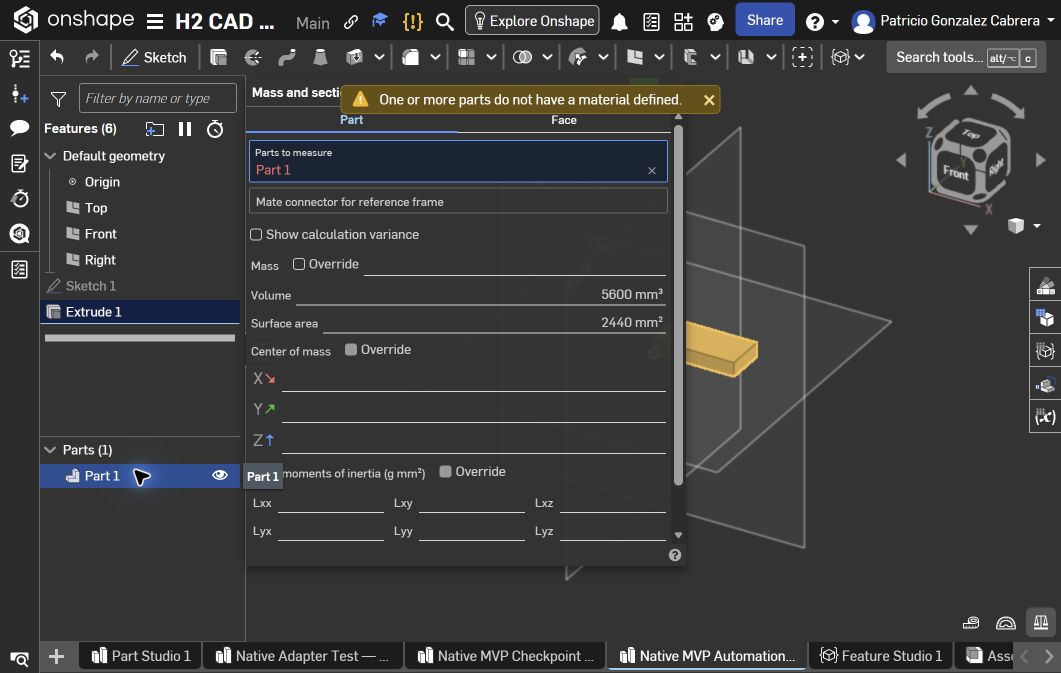 onshape
H2 CAD ...
Main
Explore Onshape
Share
Patricio Gonzalez Cabrera
Sketch
Search tools... alt/⌥ c
Filter by name or type
Features (6)
Default geometry
Origin
Top
Front
Right
Sketch 1
Extrude 1
Parts (1)
Part 1
Part 1
One or more parts do not have a material defined.
Part
Face
Parts to measure
Part 1
Mate connector for reference frame
Show calculation variance
Mass
Override
Volume
5600 mm³
Surface area
2440 mm²
Center of mass
Override
X
Y
Z
moments of inertia (g mm²)
Override
Lxx
Lxy
Lxz
Lyx
Lyy
Lyz
Z
Top
Y
Front
Right
X
Part Studio 1
Native Adapter Test — ...
Native MVP Checkpoint ...
Native MVP Automation...
Feature Studio 1